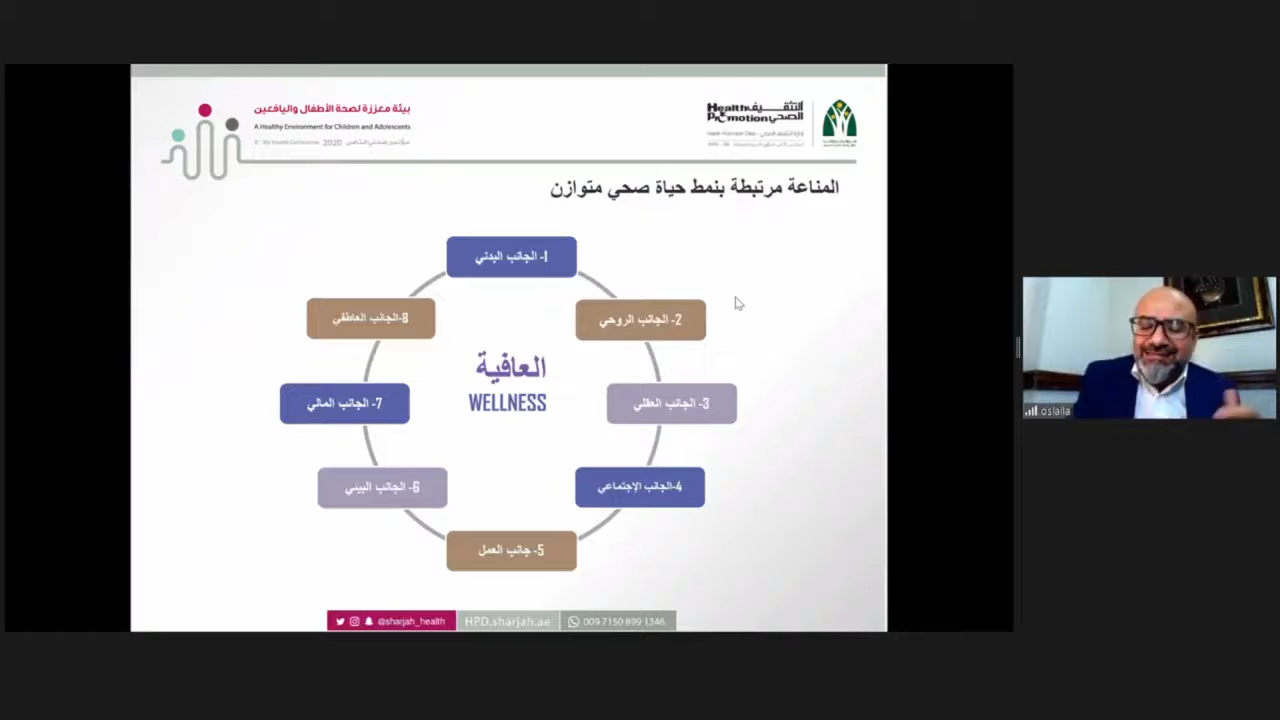 بيئة معززة لصحة الأطفال واليافعين
A Healthy Environment for Children and Adolescents
2020
Health التثقيف
Promotion الصحي
المناعة مرتبطة بنمط حياة صحي متوازن
1- الجانب البدني
2- الجانب الروحي
3- الجانب العقلي
4-الجانب الإجتماعي
5- جانب العمل
6- الجانب البيئي
7- الجانب المالي
8-الجانب العاطفي
العافية
WELLNESS
@sharjah_health
HPD.sharjah.ae
009 7150 899 1346
oslaila